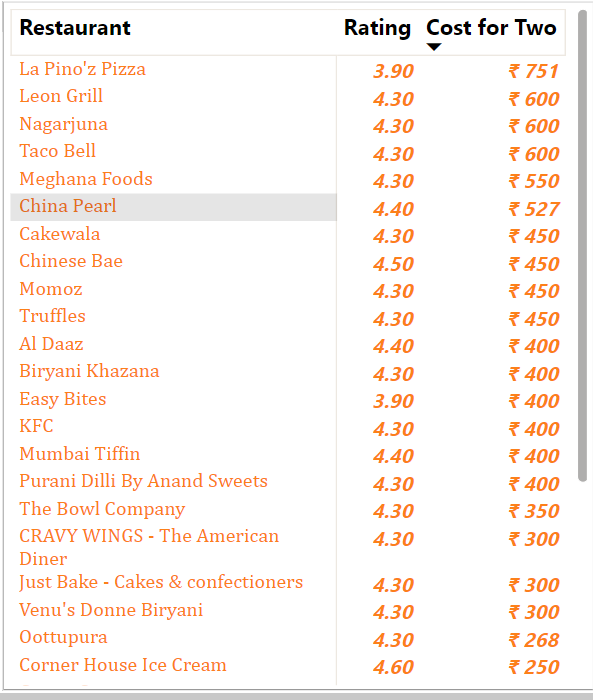 Restaurant Rating Cost for Two
La Pino'z Pizza 3.90 ₹ 751
Leon Grill 4.30 ₹ 600
Nagarjuna 4.30 ₹ 600
Taco Bell 4.30 ₹ 600
Meghana Foods 4.30 ₹ 550
China Pearl 4.40 ₹ 527
Cakewala 4.30 ₹ 450
Chinese Bae 4.50 ₹ 450
Momoz 4.30 ₹ 450
Truffles 4.30 ₹ 450
Al Daaz 4.40 ₹ 400
Biryani Khazana 4.30 ₹ 400
Easy Bites 3.90 ₹ 400
KFC 4.30 ₹ 400
Mumbai Tiffin 4.40 ₹ 400
Purani Dilli By Anand Sweets 4.30 ₹ 400
The Bowl Company 4.30 ₹ 350
CRAVY WINGS - The American 4.30 ₹ 300
Diner
Just Bake - Cakes & confectioners 4.30 ₹ 300
Venu's Donne Biryani 4.30 ₹ 300
Oottupura 4.30 ₹ 268
Corner House Ice Cream 4.60 ₹ 250